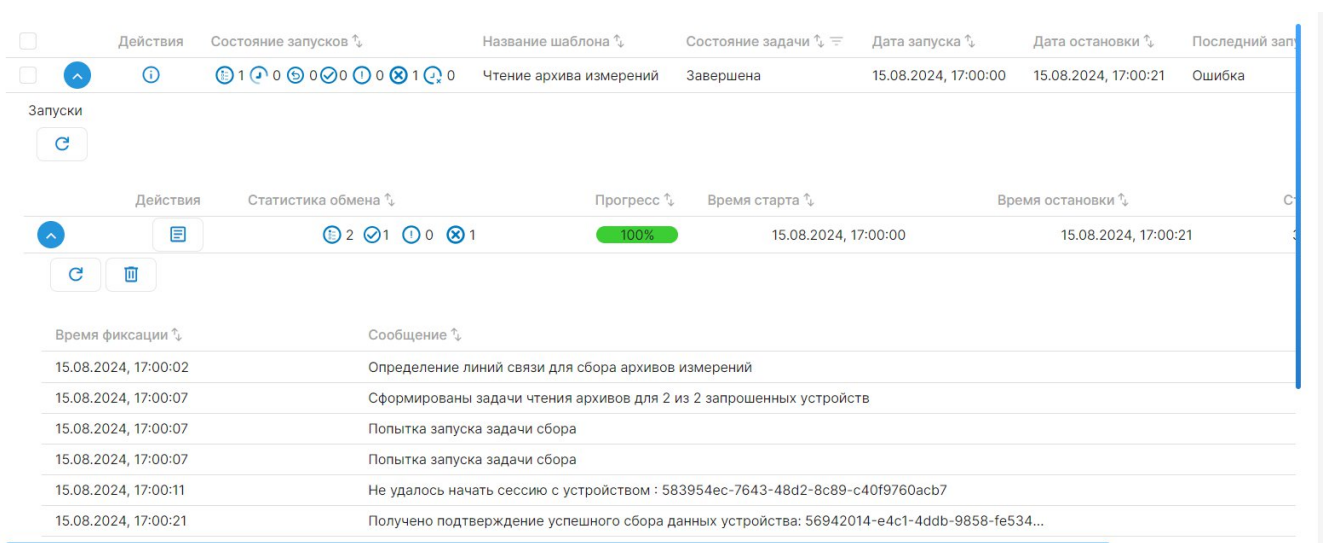 Действия Состояние запусков Название шаблона Состояние задачи Дата запуска Дата остановки Последний
1 0 0 0 0 1 0 Чтение архива измерений Завершена 15.08.2024, 17:00:00 15.08.2024, 17:00:21 Ошибка
Запуски
Действия Статистика обмена Прогресс Время старта Время остановки
2 1 0 1 100% 15.08.2024, 17:00:00 15.08.2024, 17:00:21
Время фиксации Сообщение
15.08.2024, 17:00:02 Определение линий связи для сбора архивов измерений
15.08.2024, 17:00:07 Сформированы задачи чтения архивов для 2 из 2 запрошенных устройств
15.08.2024, 17:00:07 Попытка запуска задачи сбора
15.08.2024, 17:00:07 Попытка запуска задачи сбора
15.08.2024, 17:00:11 Не удалось начать сессию с устройством : 583954ec-7643-48d2-8c89-c40f9760acb7
15.08.2024, 17:00:21 Получено подтверждение успешного сбора данных устройства: 56942014-e4c1-4ddb-9858-fe534...